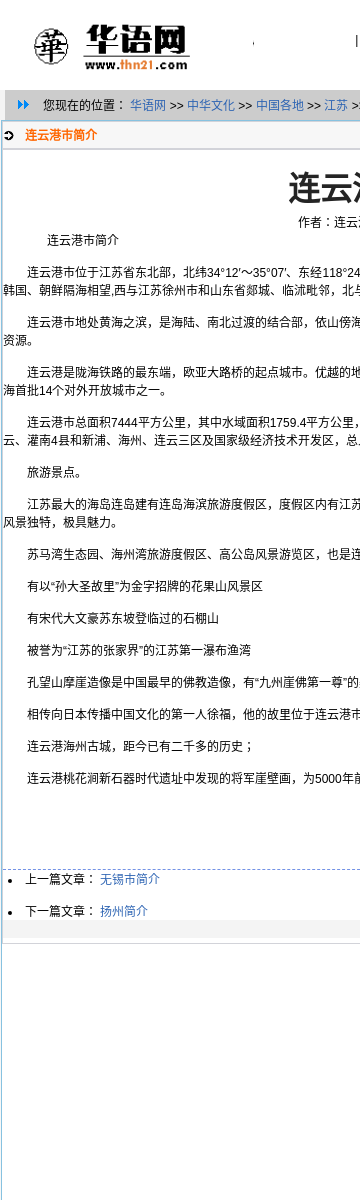 華 华语网
www.thn21.com
您现在的位置： 华语网 >> 中华文化 >> 中国各地 >> 江苏 >
连云港市简介
连云
作者：连云
连云港市简介
连云港市位于江苏省东北部，北纬34°12′～35°07′、东经118°24
韩国、朝鲜隔海相望,西与江苏徐州市和山东省郯城、临沭毗邻，北与
连云港市地处黄海之滨，是海陆、南北过渡的结合部，依山傍海
资源。
连云港是陇海铁路的最东端，欧亚大路桥的起点城市。优越的地
海首批14个对外开放城市之一。
连云港市总面积7444平方公里，其中水域面积1759.4平方公里，
云、灌南4县和新浦、海州、连云三区及国家级经济技术开发区，总
旅游景点。
江苏最大的海岛连岛建有连岛海滨旅游度假区，度假区内有江苏
风景独特，极具魅力。
苏马湾生态园、海州湾旅游度假区、高公岛风景游览区，也是连
有以“孙大圣故里”为金字招牌的花果山风景区
有宋代大文豪苏东坡登临过的石棚山
被誉为“江苏的张家界”的江苏第一瀑布渔湾
孔望山摩崖造像是中国最早的佛教造像，有“九州崖佛第一尊”的
相传向日本传播中国文化的第一人徐福，他的故里位于连云港市
连云港海州古城，距今已有二千多的历史；
连云港桃花涧新石器时代遗址中发现的将军崖壁画，为5000年前
上一篇文章： 无锡市简介
下一篇文章： 扬州简介